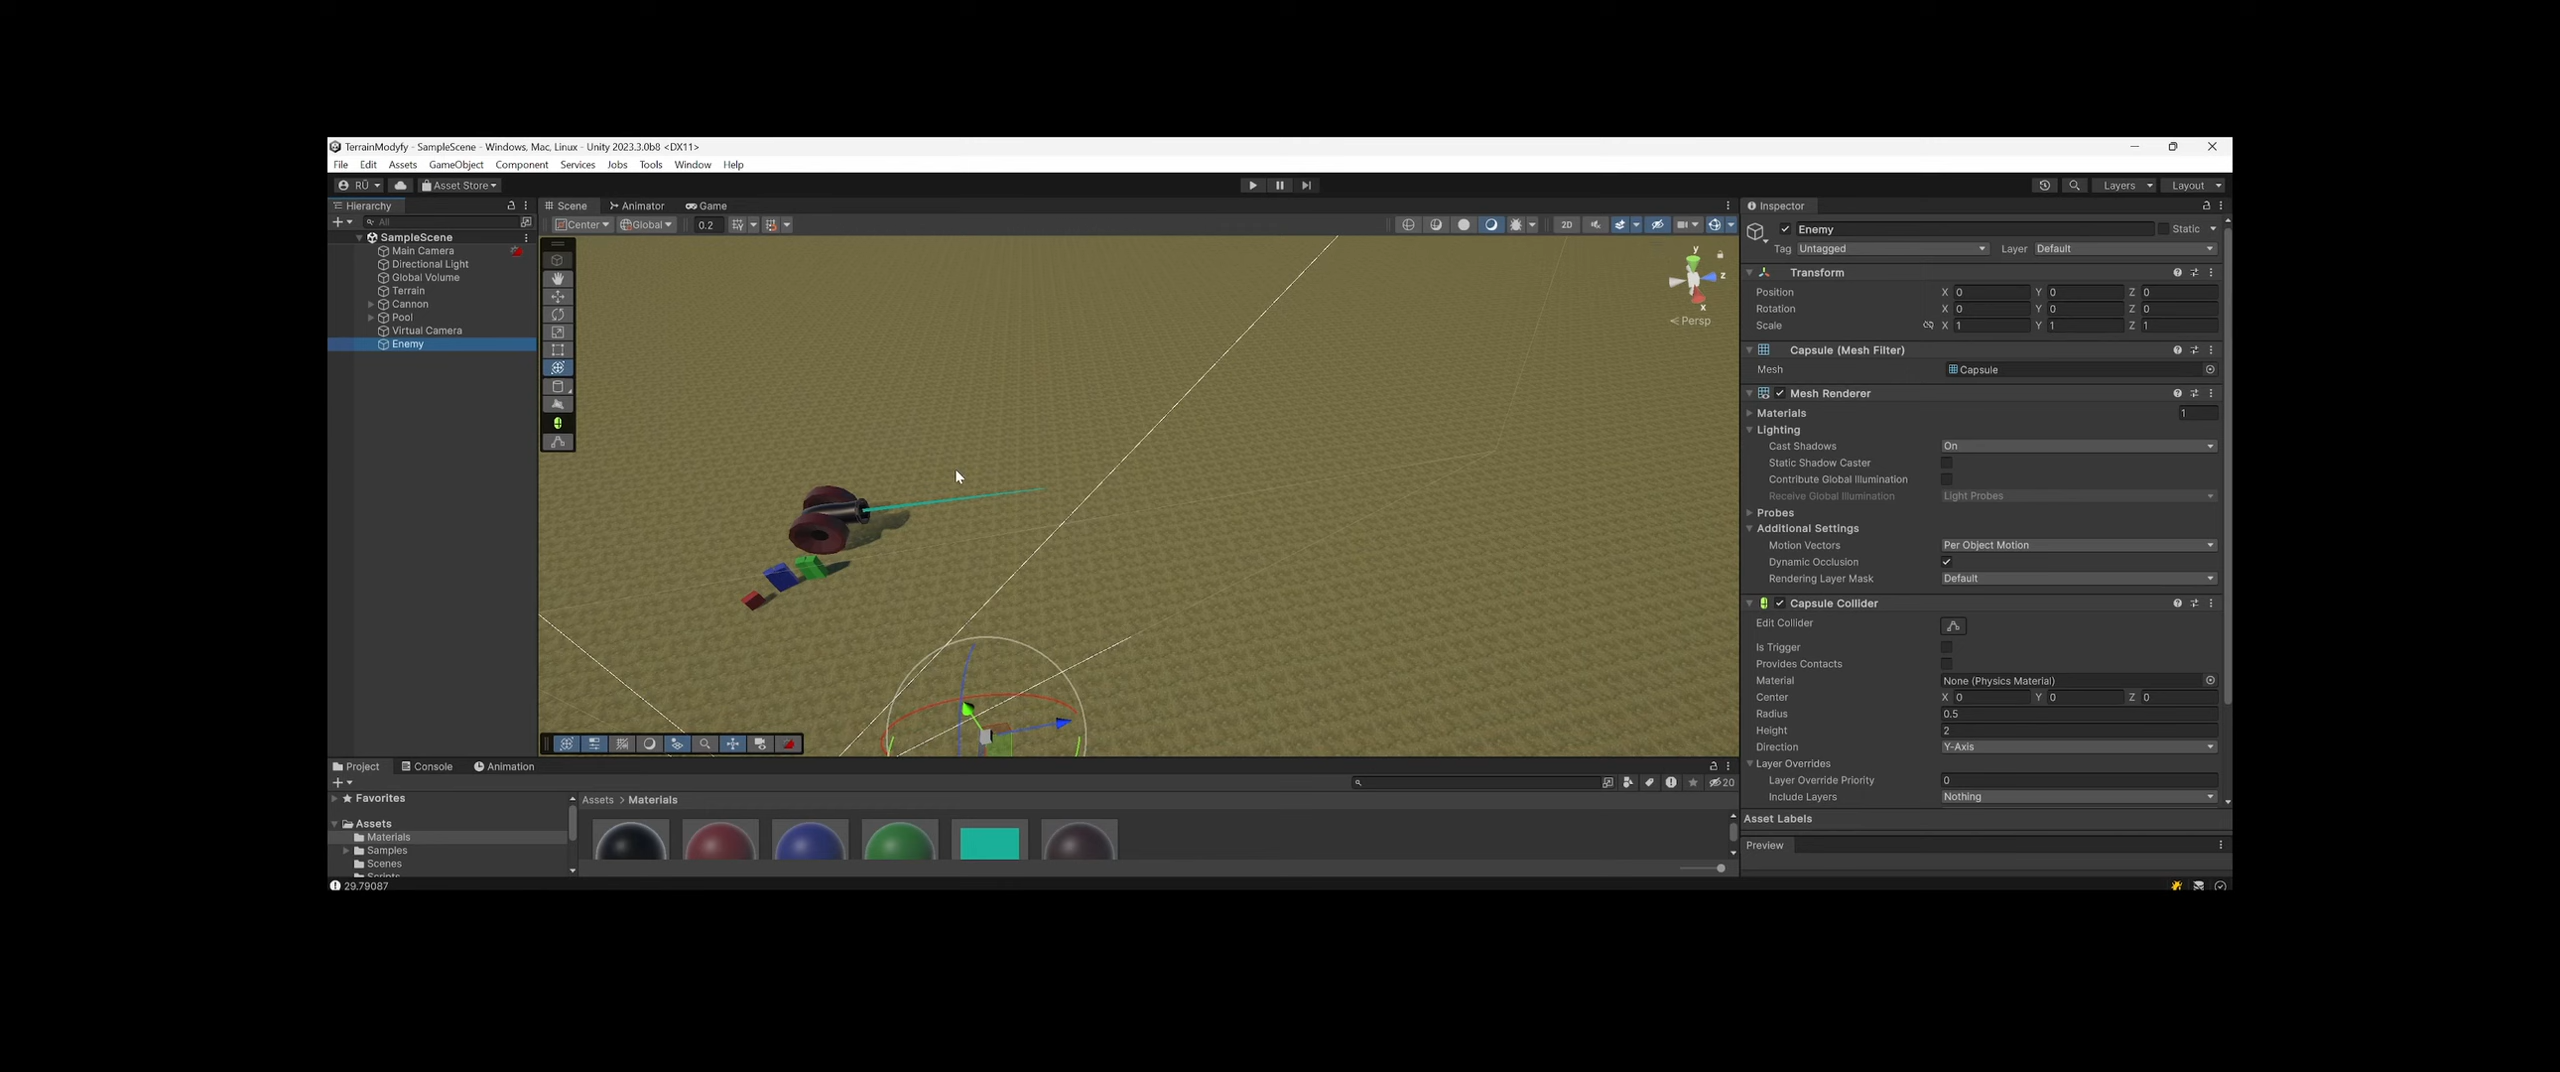 TerrainModyfy - SampleScene - Windows, Mac, Linux - Unity 2023.3.0b8 <DX11>
File Edit Assets GameObject Component Services Jobs Tools Window Help
RÜ Asset Store Layers Layout
Hierarchy
All
SampleScene
Main Camera
Directional Light
Global Volume
Terrain
Cannon
Pool
Virtual Camera
Enemy
Scene Animator Game
Center Global 0.2 2D
y
z
x
Persp
Inspector
Enemy Static
Tag Untagged Layer Default
Transform
Position X 0 Y 0 Z 0
Rotation X 0 Y 0 Z 0
Scale X 1 Y 1 Z 1
Capsule (Mesh Filter)
Mesh Capsule
Mesh Renderer
Materials 1
Lighting
Cast Shadows On
Static Shadow Caster
Contribute Global Illumination
Receive Global Illumination Light Probes
Probes
Additional Settings
Motion Vectors Per Object Motion
Dynamic Occlusion
Rendering Layer Mask Default
Capsule Collider
Edit Collider
Is Trigger
Provides Contacts
Material None (Physics Material)
Center X 0 Y 0 Z 0
Radius 0.5
Height 2
Direction Y-Axis
Layer Overrides
Layer Override Priority 0
Include Layers Nothing
Asset Labels
Preview
Project Console Animation
20
Favorites
Assets
Materials
Samples
Scenes
Scripts
Assets > Materials
29.79087